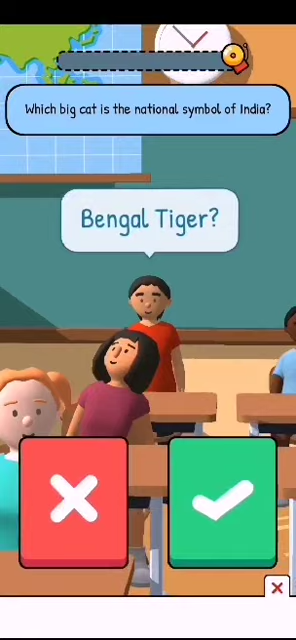 Which big cat is the national symbol of India?
Bengal Tiger?